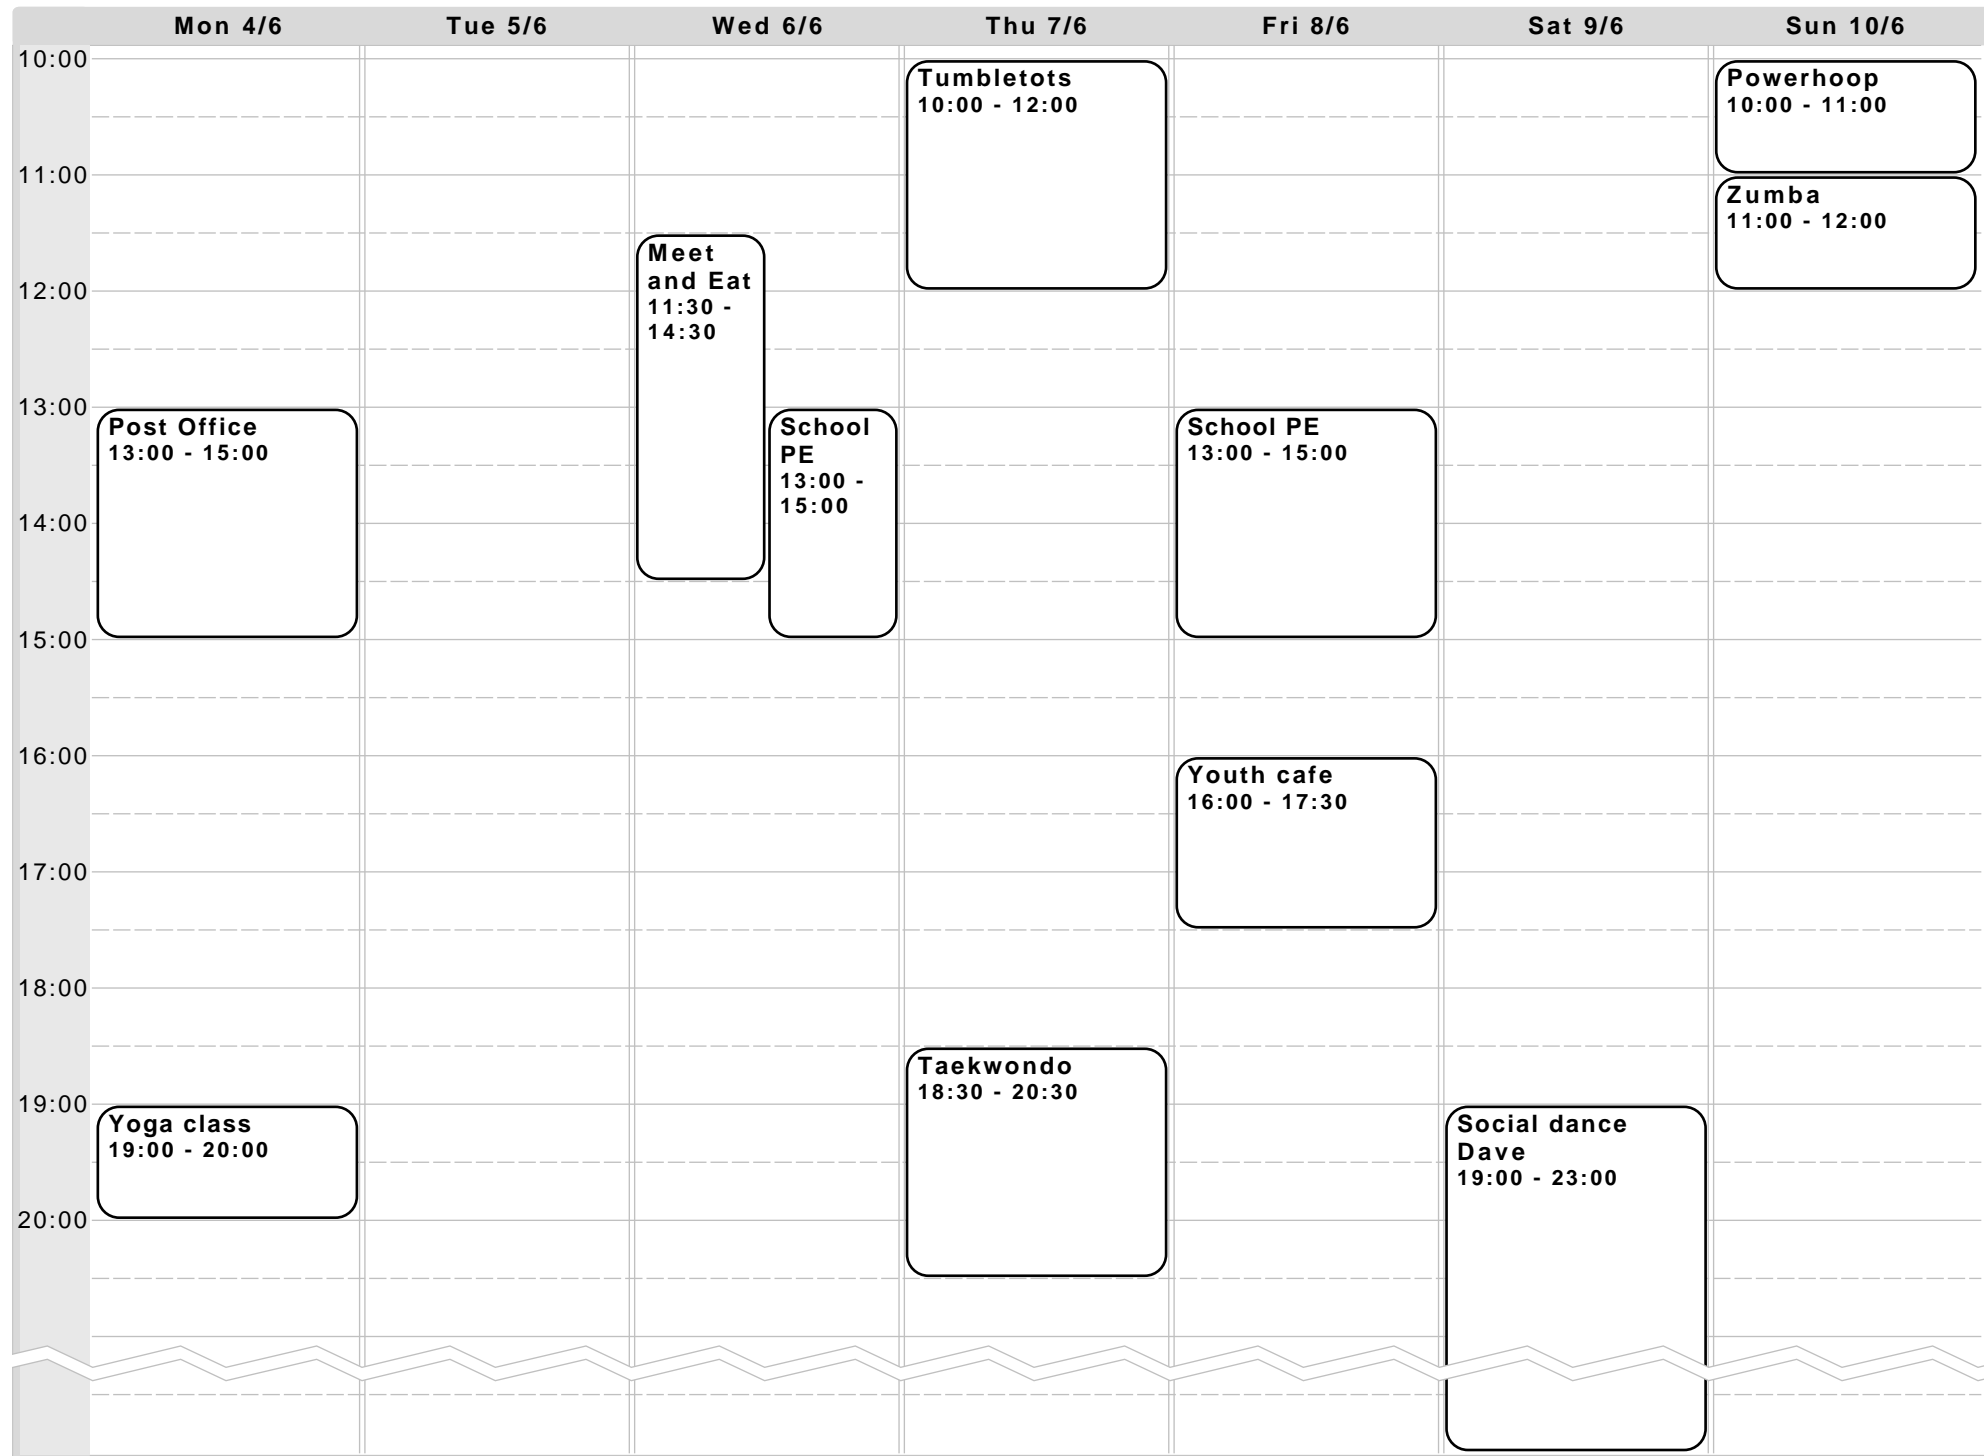 Mon 4/6
Tue 5/6
Wed 6/6
Thu 7/6
Fri 8/6
Sat 9/6
Sun 10/6
10:00
11:00
12:00
13:00
14:00
15:00
16:00
17:00
18:00
19:00
20:00
Post Office
13:00 - 15:00
Yoga class
19:00 - 20:00
Meet
and Eat
11:30 -
14:30
School
PE
13:00 -
15:00
Tumbletots
10:00 - 12:00
Taekwondo
18:30 - 20:30
School PE
13:00 - 15:00
Youth cafe
16:00 - 17:30
Social dance
Dave
19:00 - 23:00
Powerhoop
10:00 - 11:00
Zumba
11:00 - 12:00